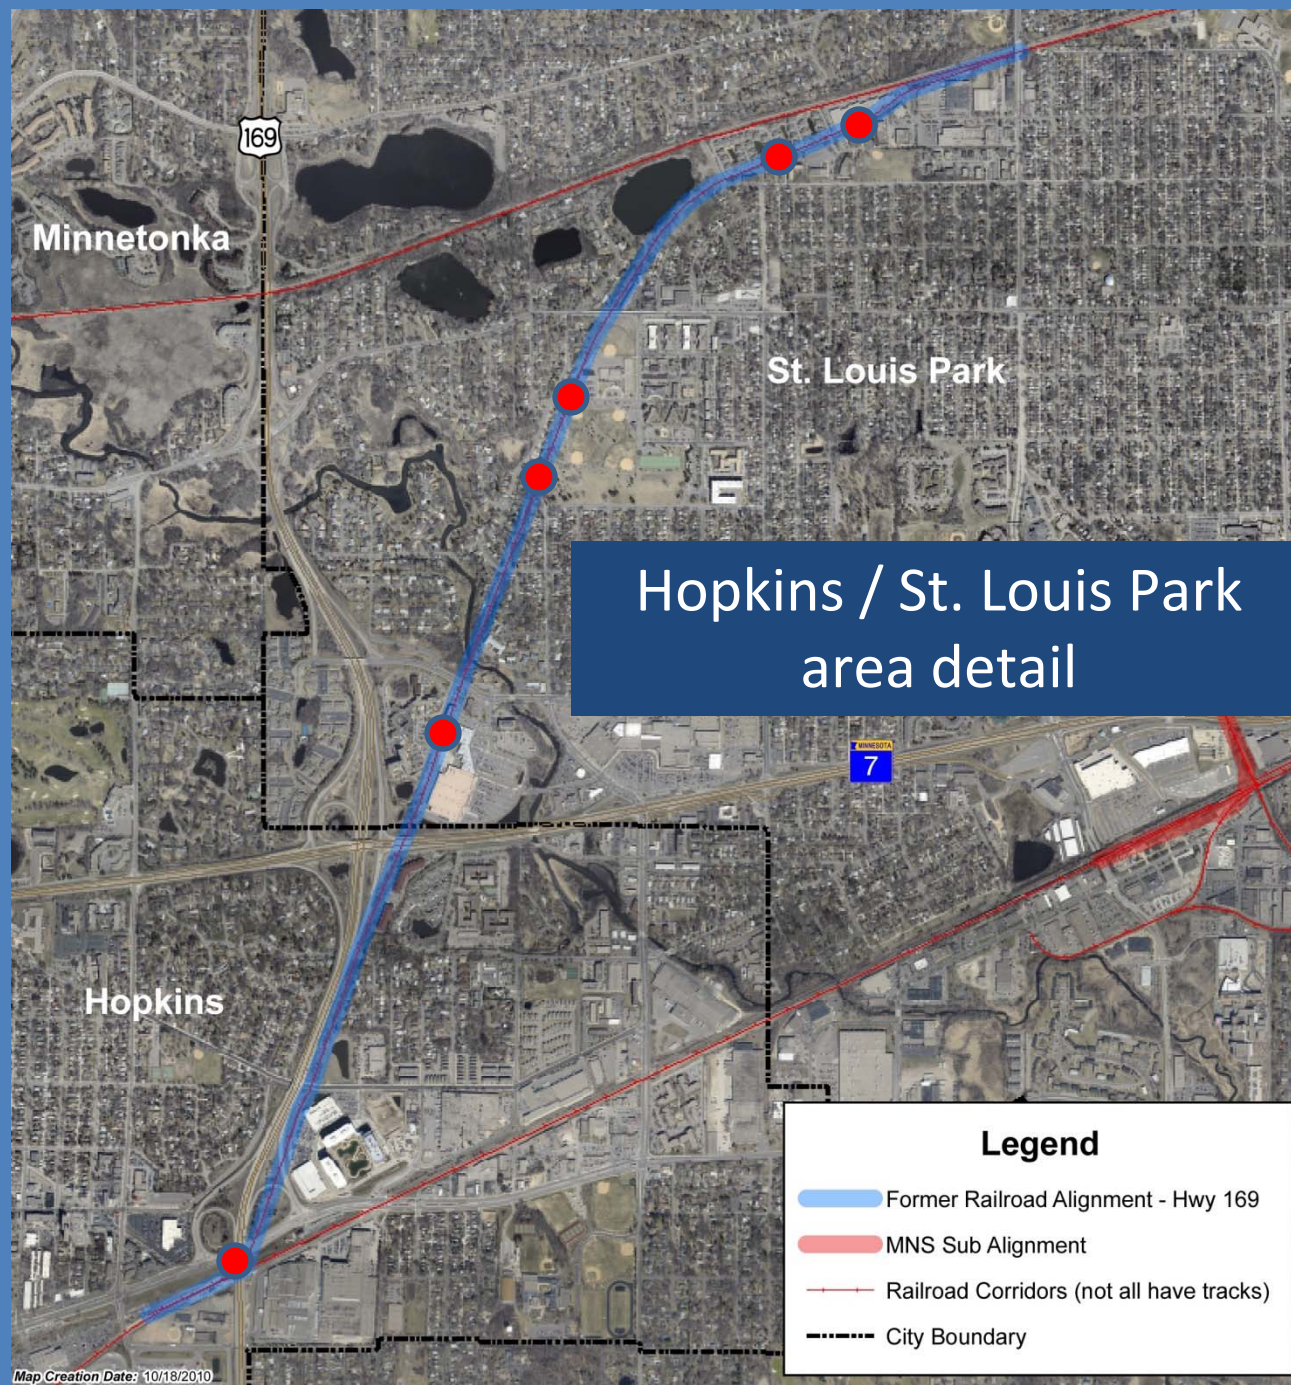 169
Minnetonka
St. Louis Park
Hopkins / St. Louis Park
area detail
MINNESOTA
7
Hopkins
Legend
Former Railroad Alignment - Hwy 169
MNS Sub Alignment
Railroad Corridors (not all have tracks)
City Boundary
Map Creation Date: 10/18/2010